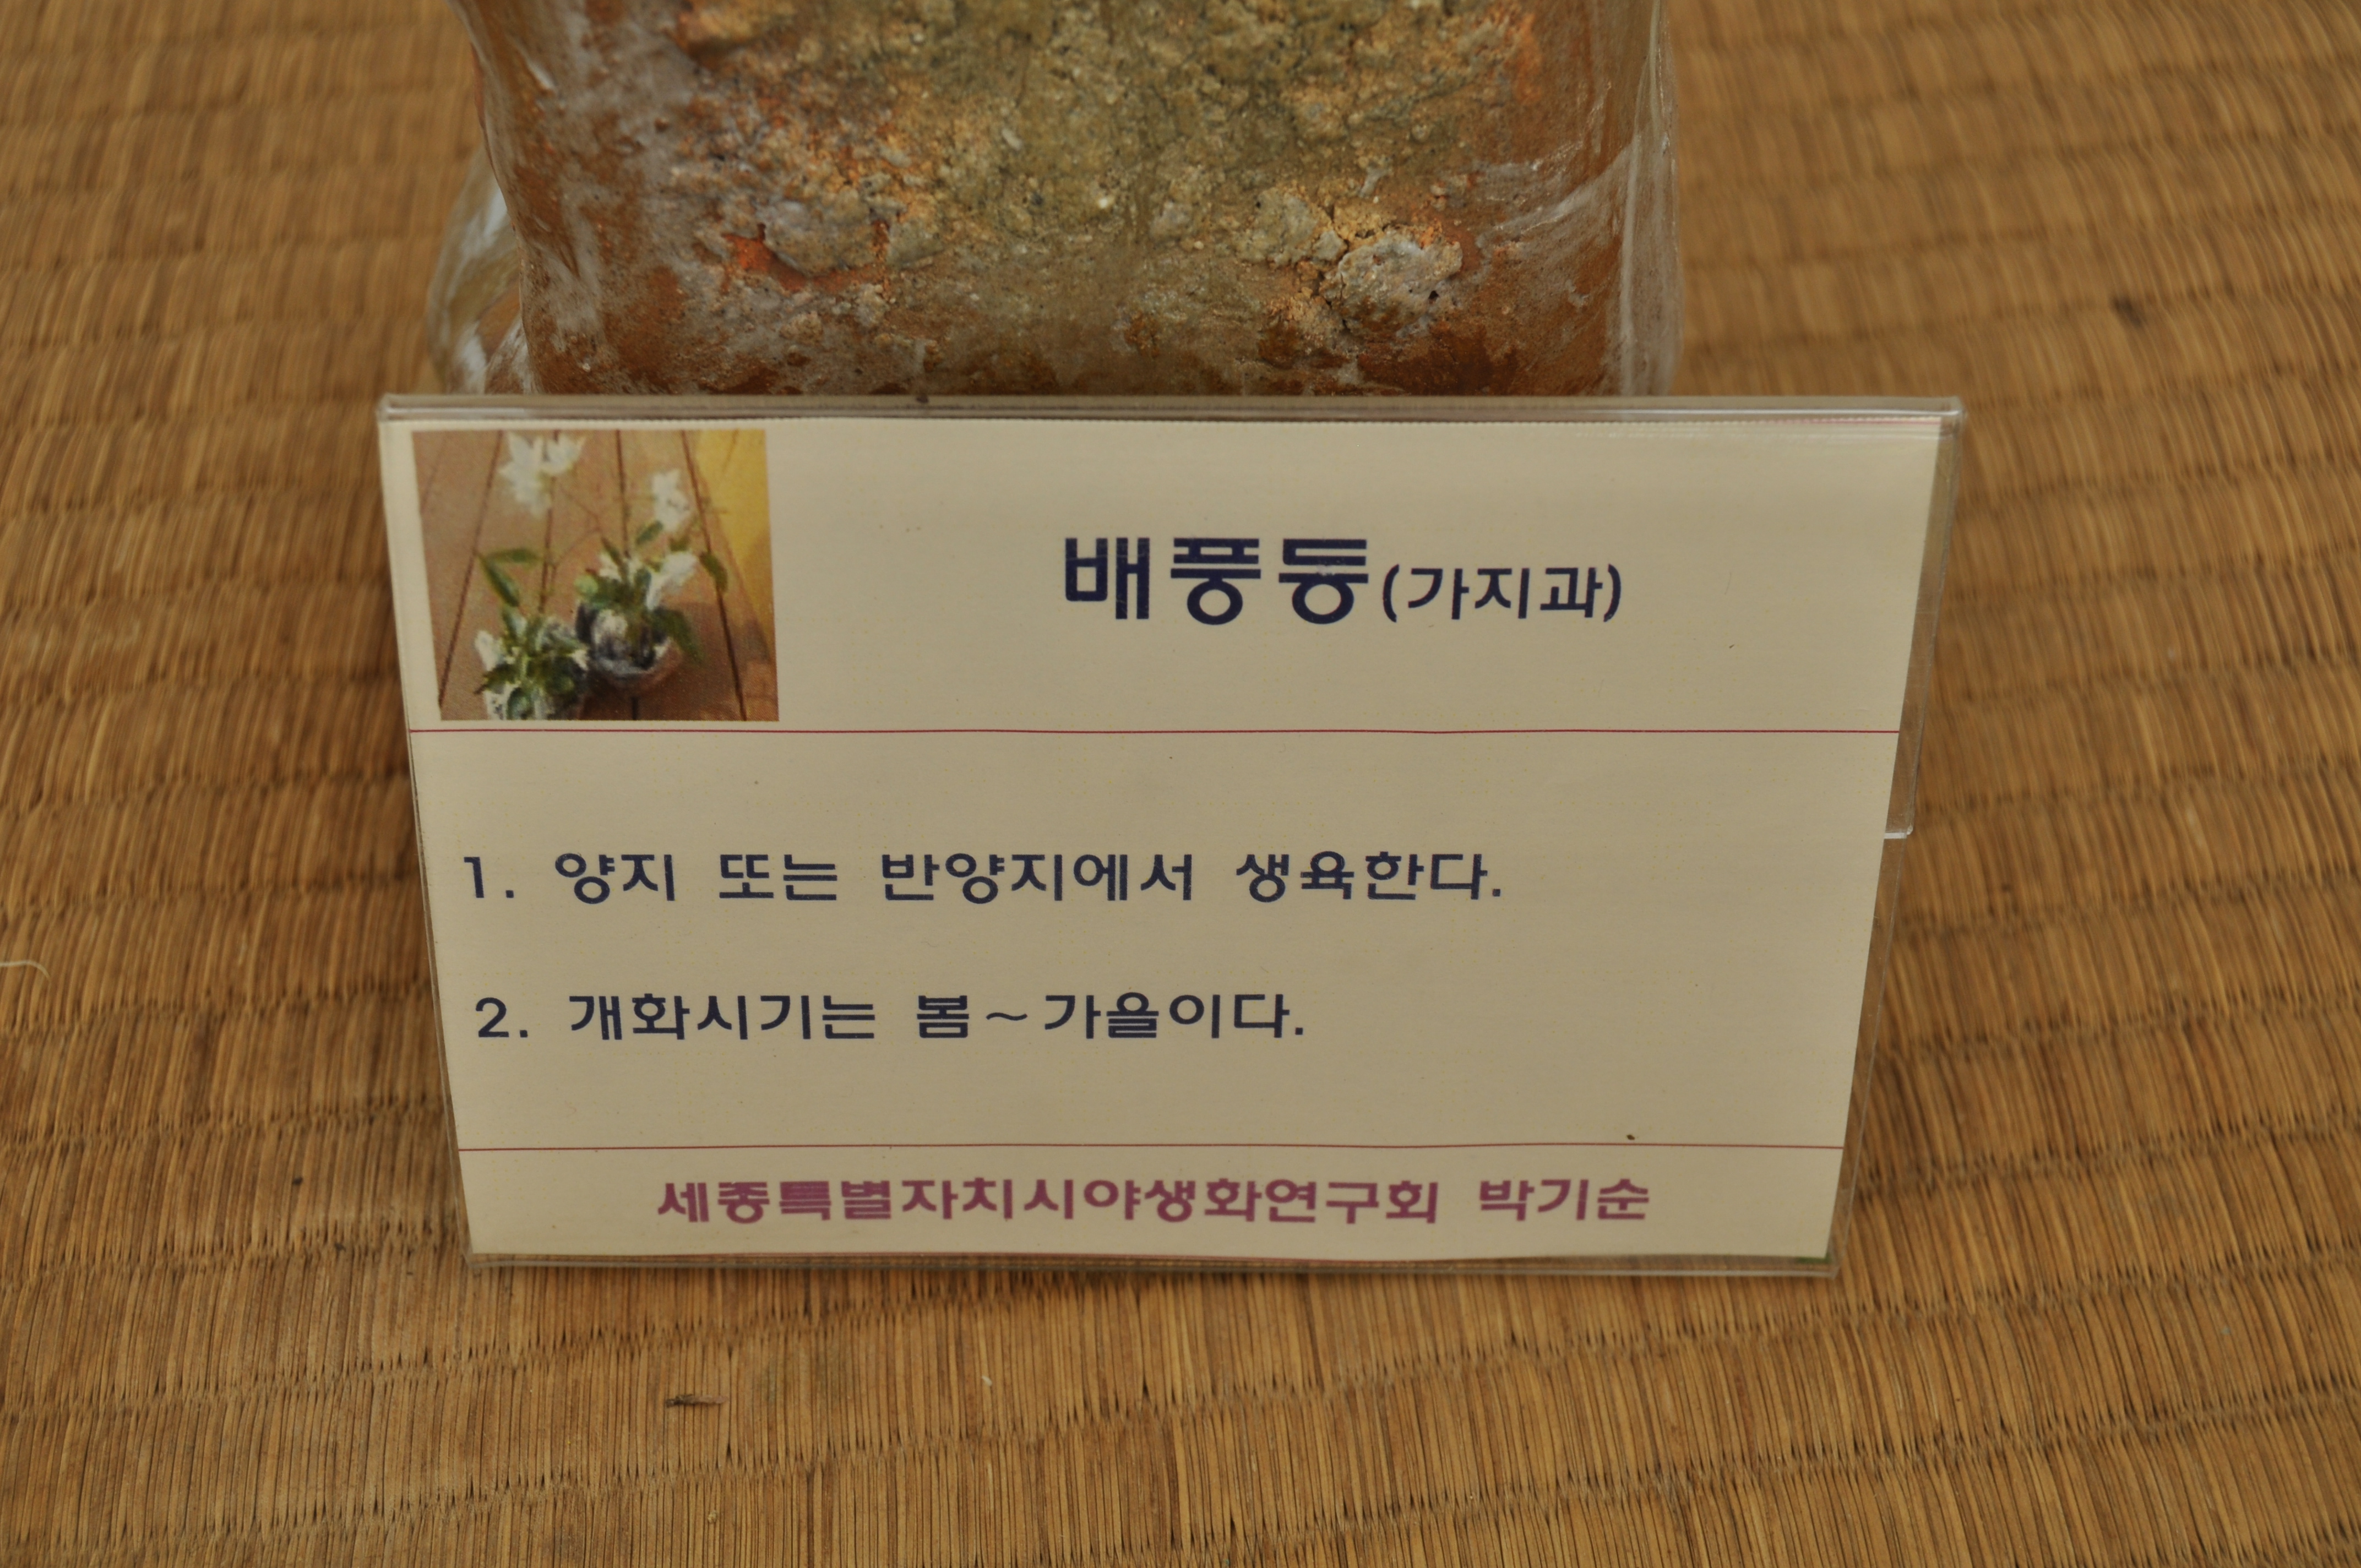 배풍등(가지과)
1. 양지 또는 반양지에서 생육한다.
2. 개화시기는 봄~가을이다.
세종특별자치시야생화연구회 박기순